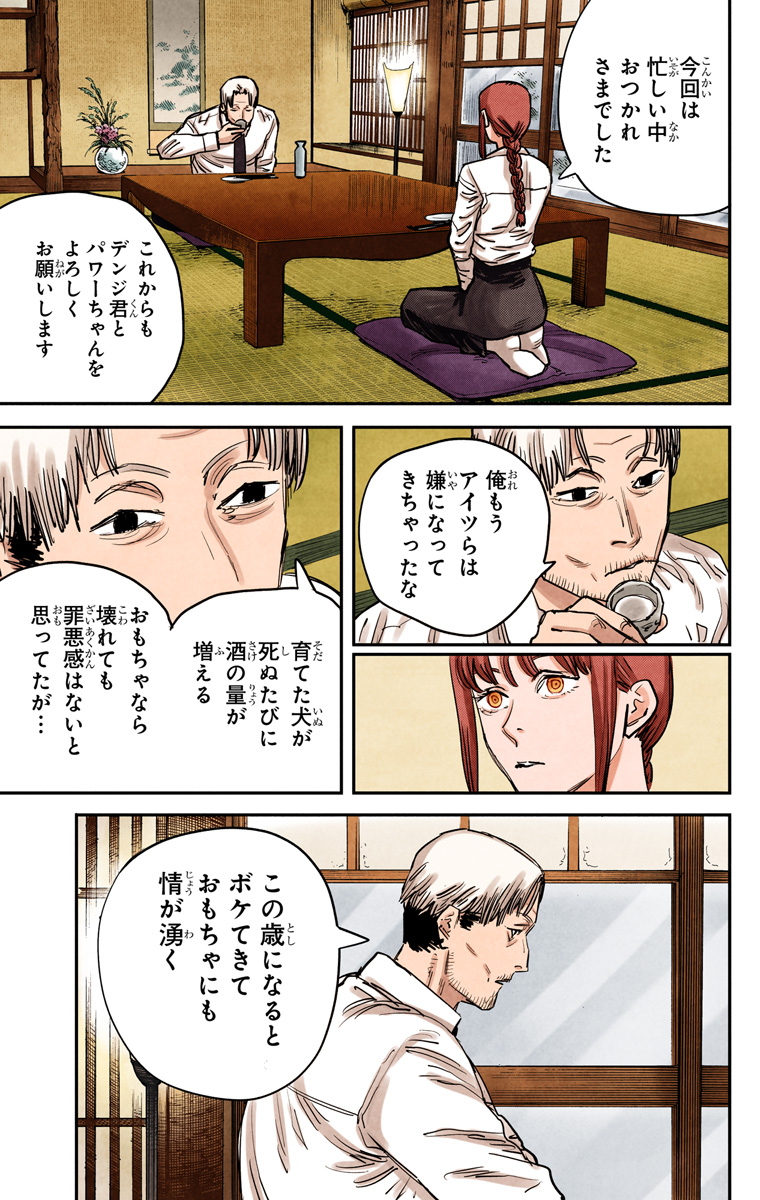 今回は
忙しい中
おつかれ
さまでした
これからも
デンジ君と
パワーちゃんを
よろしく
お願いします
俺もう
アイツらは
嫌になって
きちゃったな
育てた犬が
死ぬたびに
酒の量が
増える
おもちゃなら
壊れても
罪悪感はないと
思ってたが…
この歳になると
ボケてきて
おもちゃにも
情が湧く